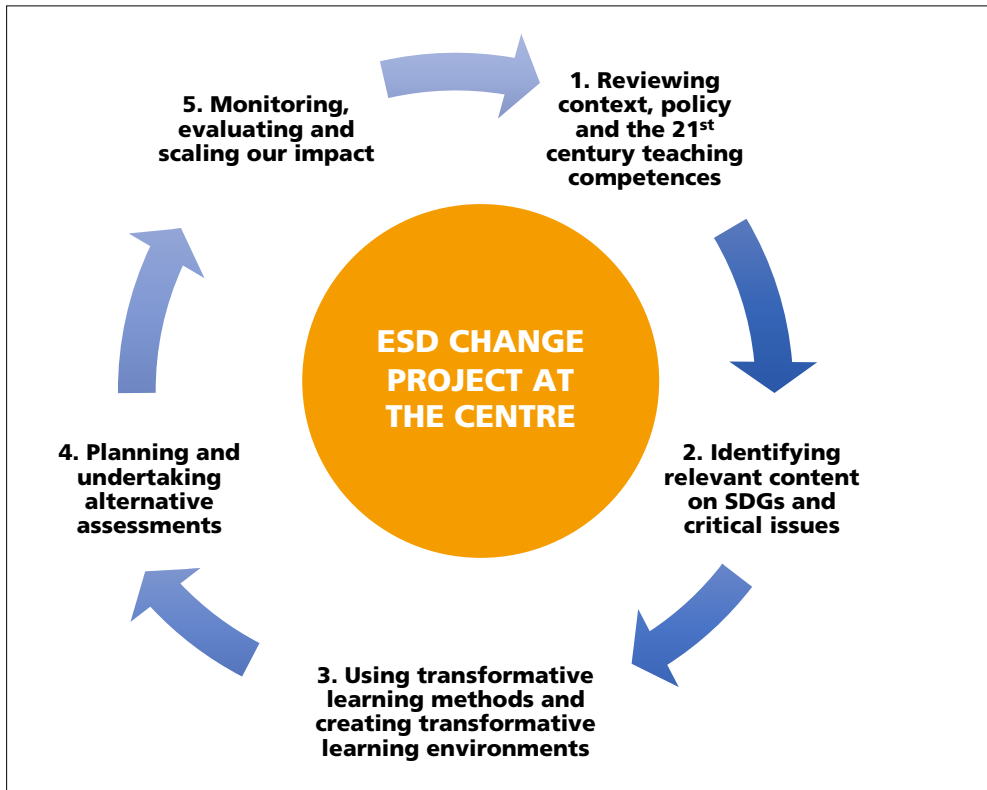 1. Reviewing
context, policy
and the 21st
century teaching
competences
2. Identifying
relevant content
on SDGs and
critical issues
3. Using transformative
learning methods and
creating transformative
learning environments
4. Planning and
undertaking
alternative
assessments
5. Monitoring,
evaluating and
scaling our impact
ESD CHANGE
PROJECT AT
THE CENTRE